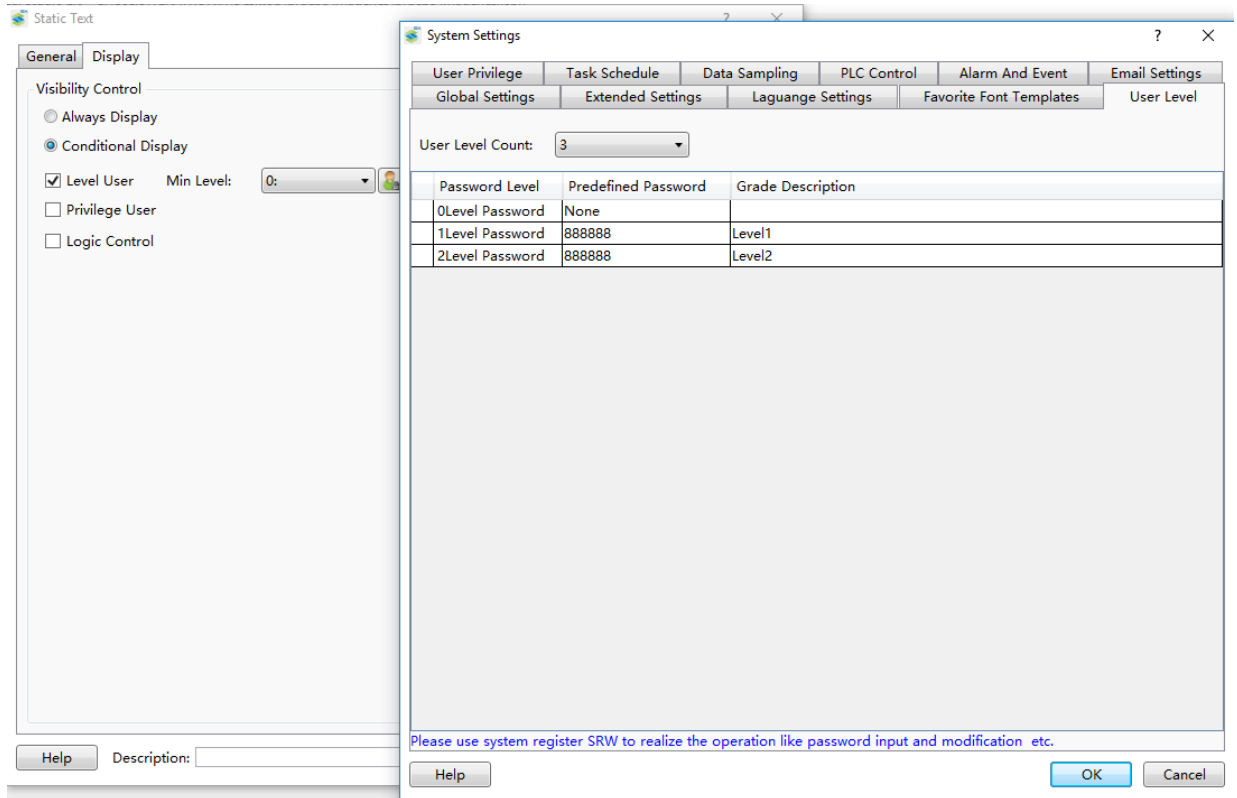 Static Text
?
General Display
Visibility Control
Always Display
Conditional Display
Level User Min Level: 0:
Privilege User
Logic Control
Help Description:
System Settings
?
User Privilege Task Schedule Data Sampling PLC Control Alarm And Event Email Settings
Global Settings Extended Settings Laguange Settings Favorite Font Templates User Level
User Level Count: 3
Password Level Predefined Password Grade Description
0Level Password None
1Level Password 888888 Level1
2Level Password 888888 Level2
Please use system register SRW to realize the operation like password input and modification etc.
Help OK Cancel